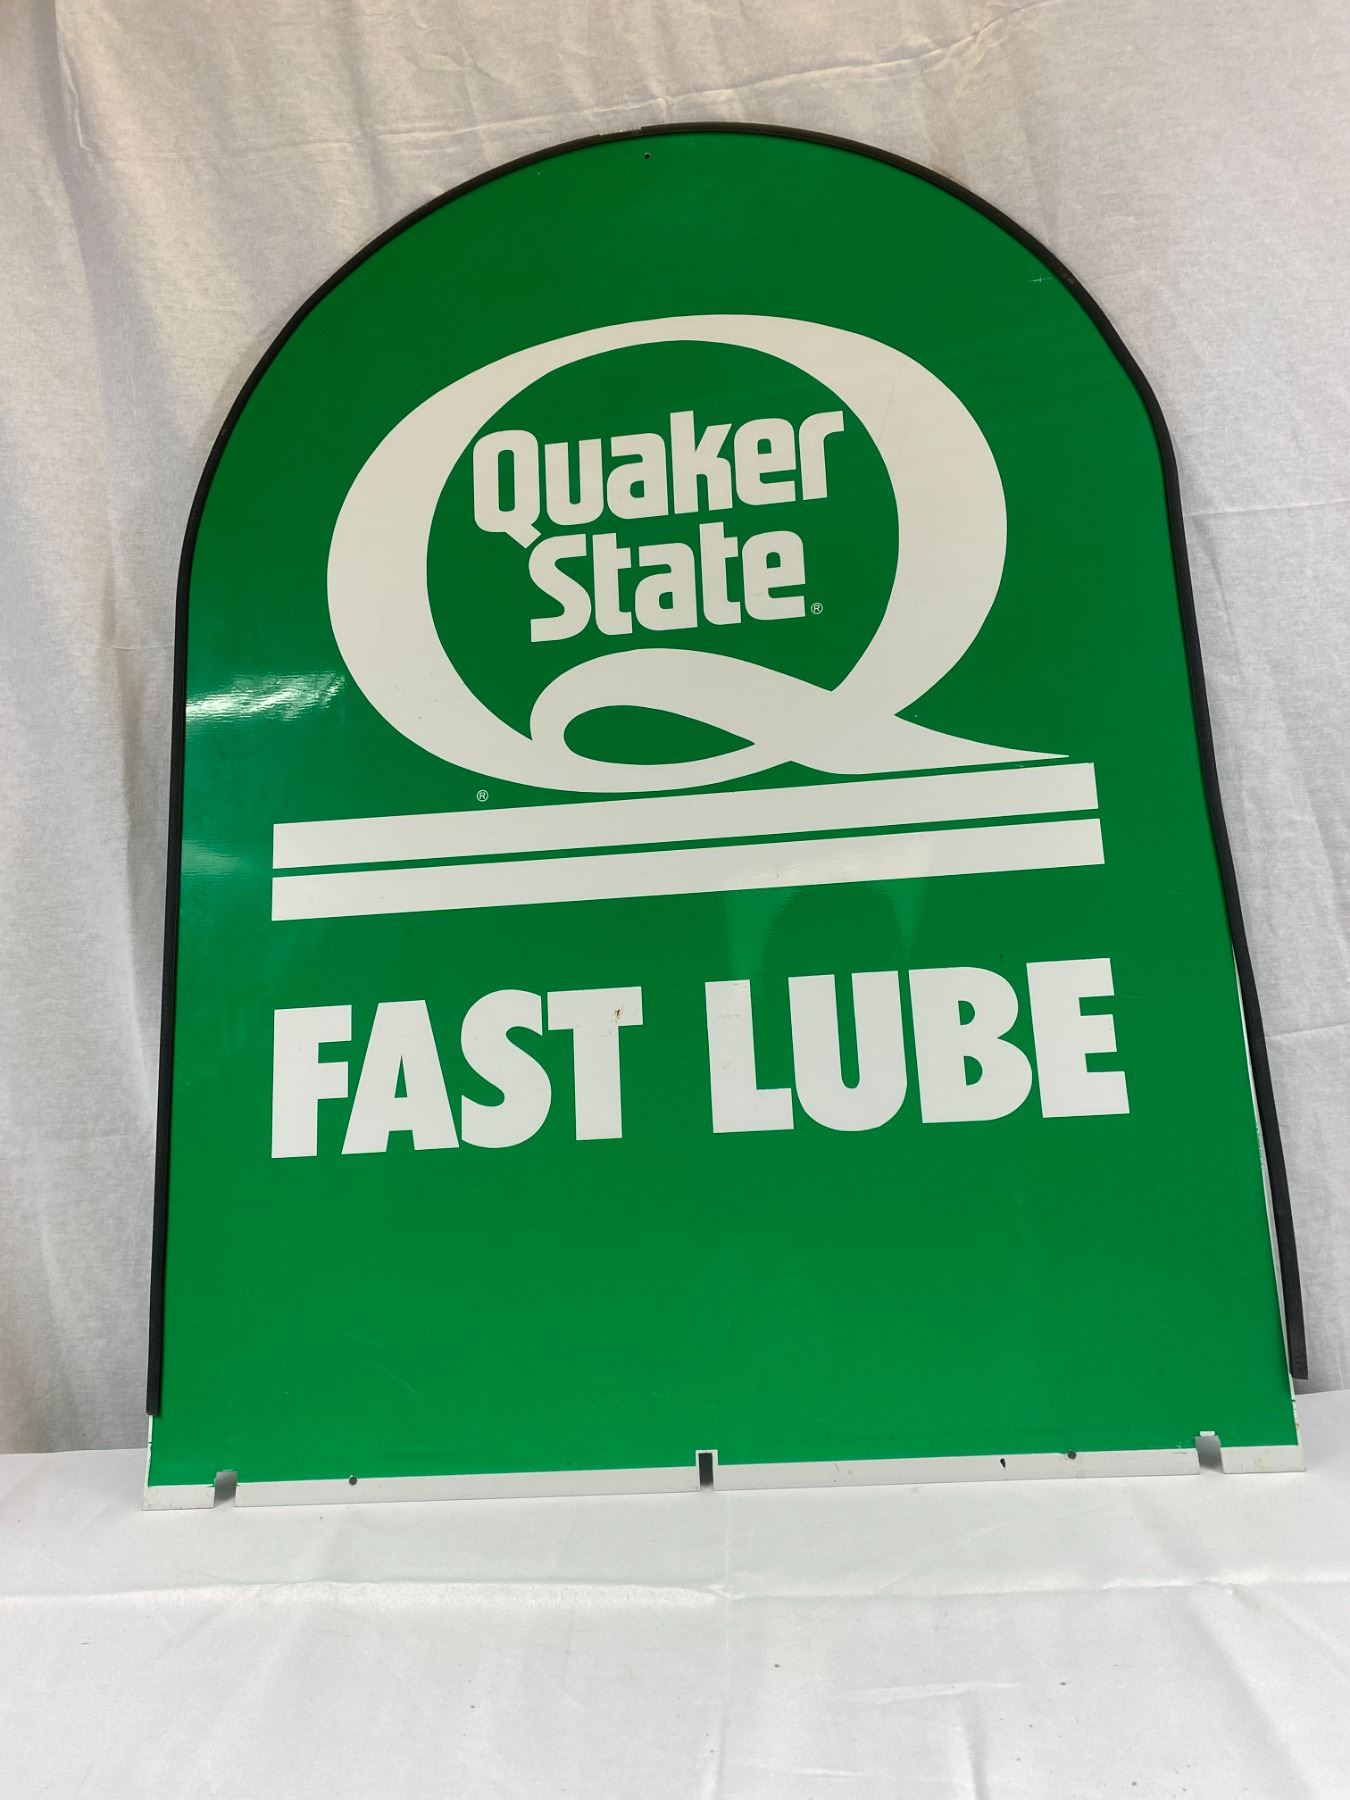 Quaker
State®
®
FAST LUBE